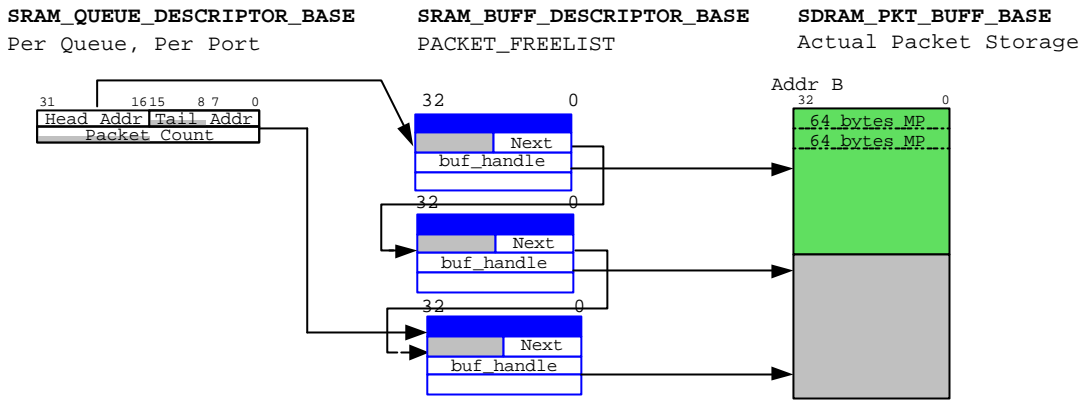 SRAM_QUEUE_DESCRIPTOR_BASE SRAM_BUFF_DESCRIPTOR_BASE SDRAM_PKT_BUFF_BASE
Per Queue, Per Port PACKET_FREELIST Actual Packet Storage
Addr B
31 16 15 8 7 0
Head Addr Tail Addr
Packet Count
32 0
Next
buf_handle
32 0
Next
buf_handle
32 0
Next
buf_handle
32 0
64 bytes MP
64 bytes MP